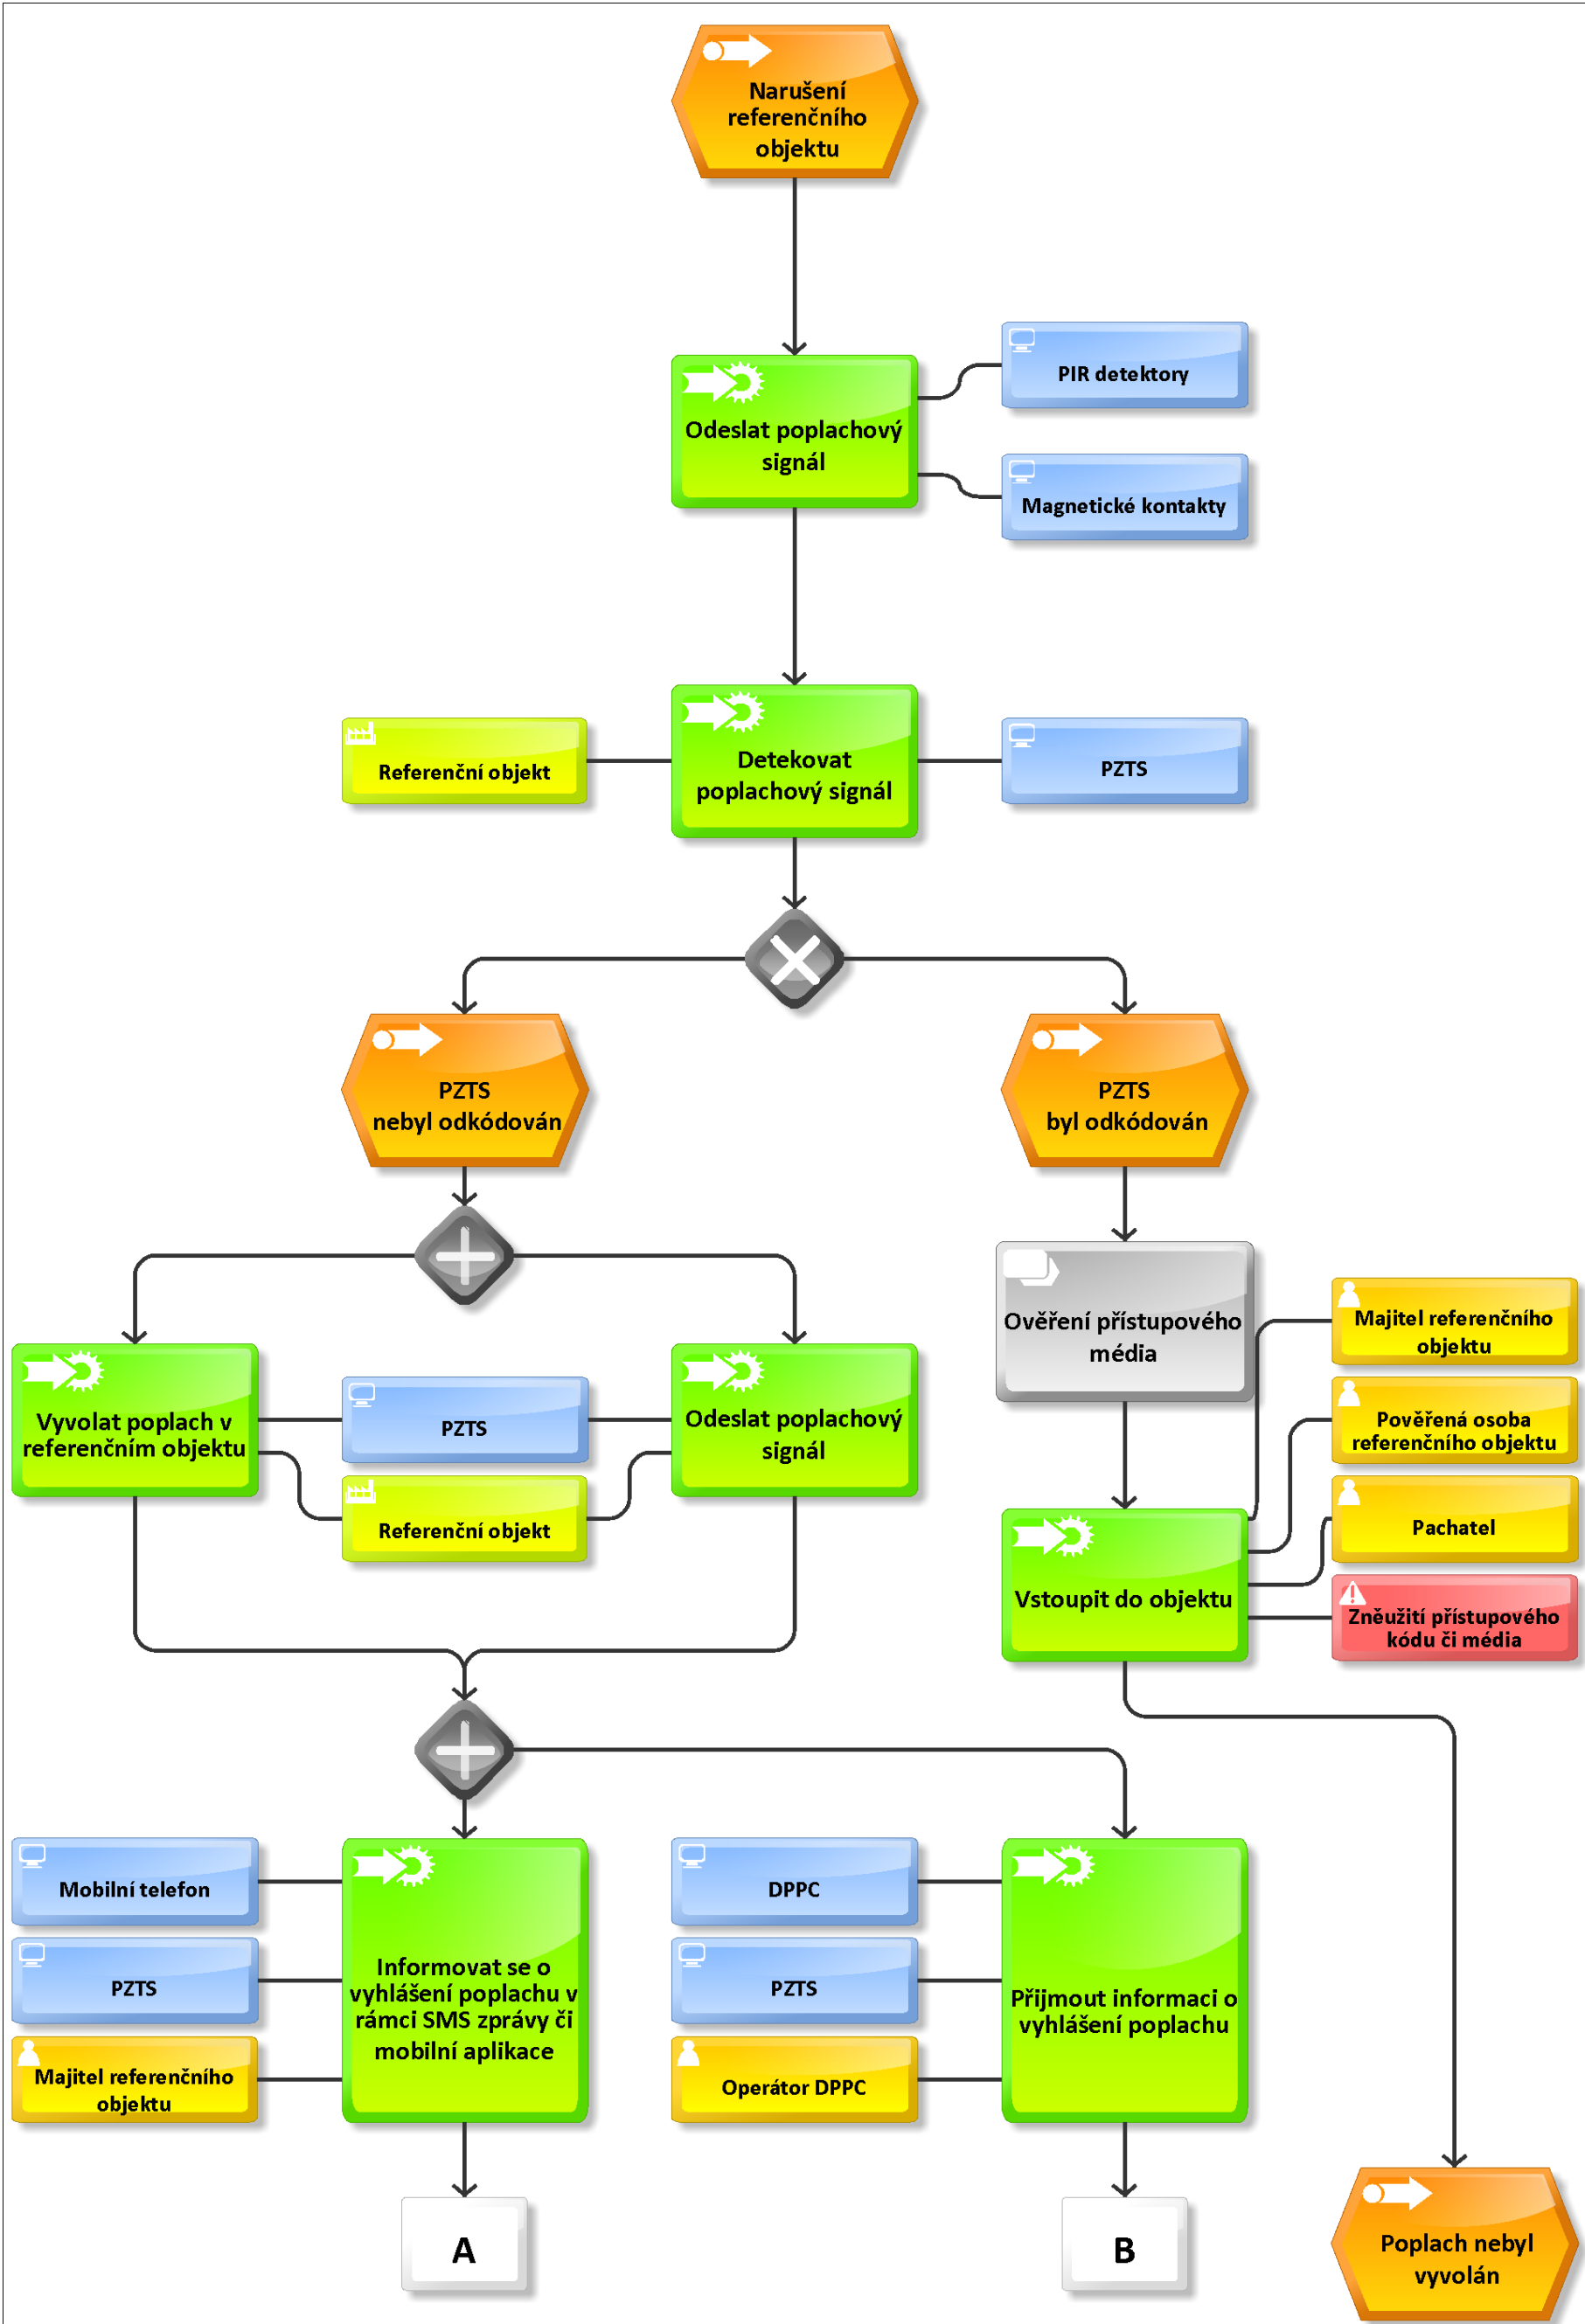 Narušení
referenčního
objektu
PIR detektory
Odeslat poplachový
signál
Magnetické kontakty
Referenční objekt
Detekovat
poplachový signál
PZTS
PZTS
nebyl odkódován
PZTS
byl odkódován
Ověření přístupového
média
Majitel referenčního
objektu
Pověřená osoba
referenčního objektu
Vyvolat poplach v
referenčním objektu
PZTS
Odeslat poplachový
signál
Referenční objekt
Pachatel
Vstoupit do objektu
Zněužití přístupového
kódu či média
Mobilní telefon
PZTS
Majitel referenčního
objektu
Informovat se o
vyhlášení poplachu v
rámci SMS zprávy či
mobilní aplikace
DPPC
PZTS
Operátor DPPC
Přijmout informaci o
vyhlášení poplachu
A
B
Poplach nebyl
vyvolán